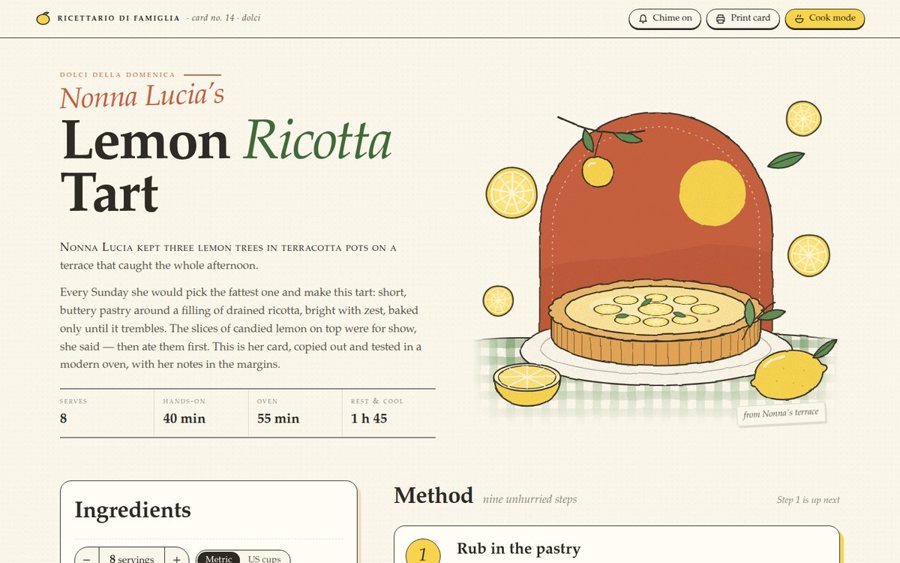 RICETTARIO DI FAMIGLIA · card no. 14 · dolci
Chime on
Print card
Cook mode
DOLCI DELLA DOMENICA
Nonna Lucia's
Lemon Ricotta
Tart
Nonna Lucia kept three lemon trees in terracotta pots on a
terrace that caught the whole afternoon.
Every Sunday she would pick the fattest one and make this tart: short,
buttery pastry around a filling of drained ricotta, bright with zest, baked
only until it trembles. The slices of candied lemon on top were for show,
she said — then ate them first. This is her card, copied out and tested in a
modern oven, with her notes in the margins.
SERVES
8
HANDS-ON
40 min
OVEN
55 min
REST & COOL
1 h 45
from Nonna's terrace
Ingredients
− 8 servings +
Metric US cups
Method nine unhurried steps
Step 1 is up next
1
Rub in the pastry